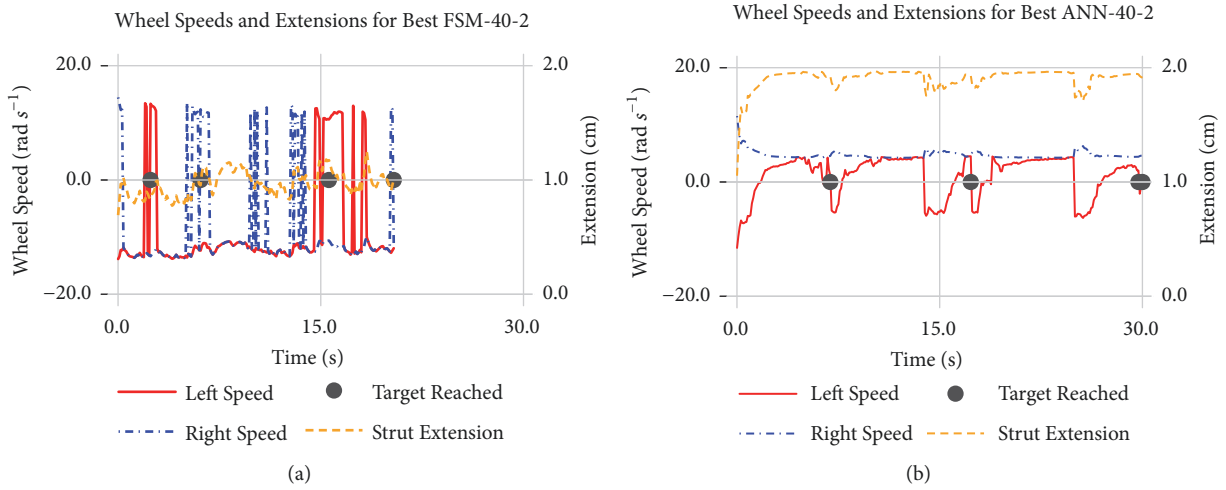 Wheel Speeds and Extensions for Best FSM-40-2
20.0
0.0
−20.0
Wheel Speed (rad s⁻¹)
2.0
1.0
0.0
Extension (cm)
0.0
15.0
30.0
Time (s)
Left Speed
Target Reached
Right Speed
Strut Extension
(a)
Wheel Speeds and Extensions for Best ANN-40-2
20.0
0.0
−20.0
Wheel Speed (rad s⁻¹)
2.0
1.0
0.0
Extension (cm)
0.0
15.0
30.0
Time (s)
Left Speed
Target Reached
Right Speed
Strut Extension
(b)